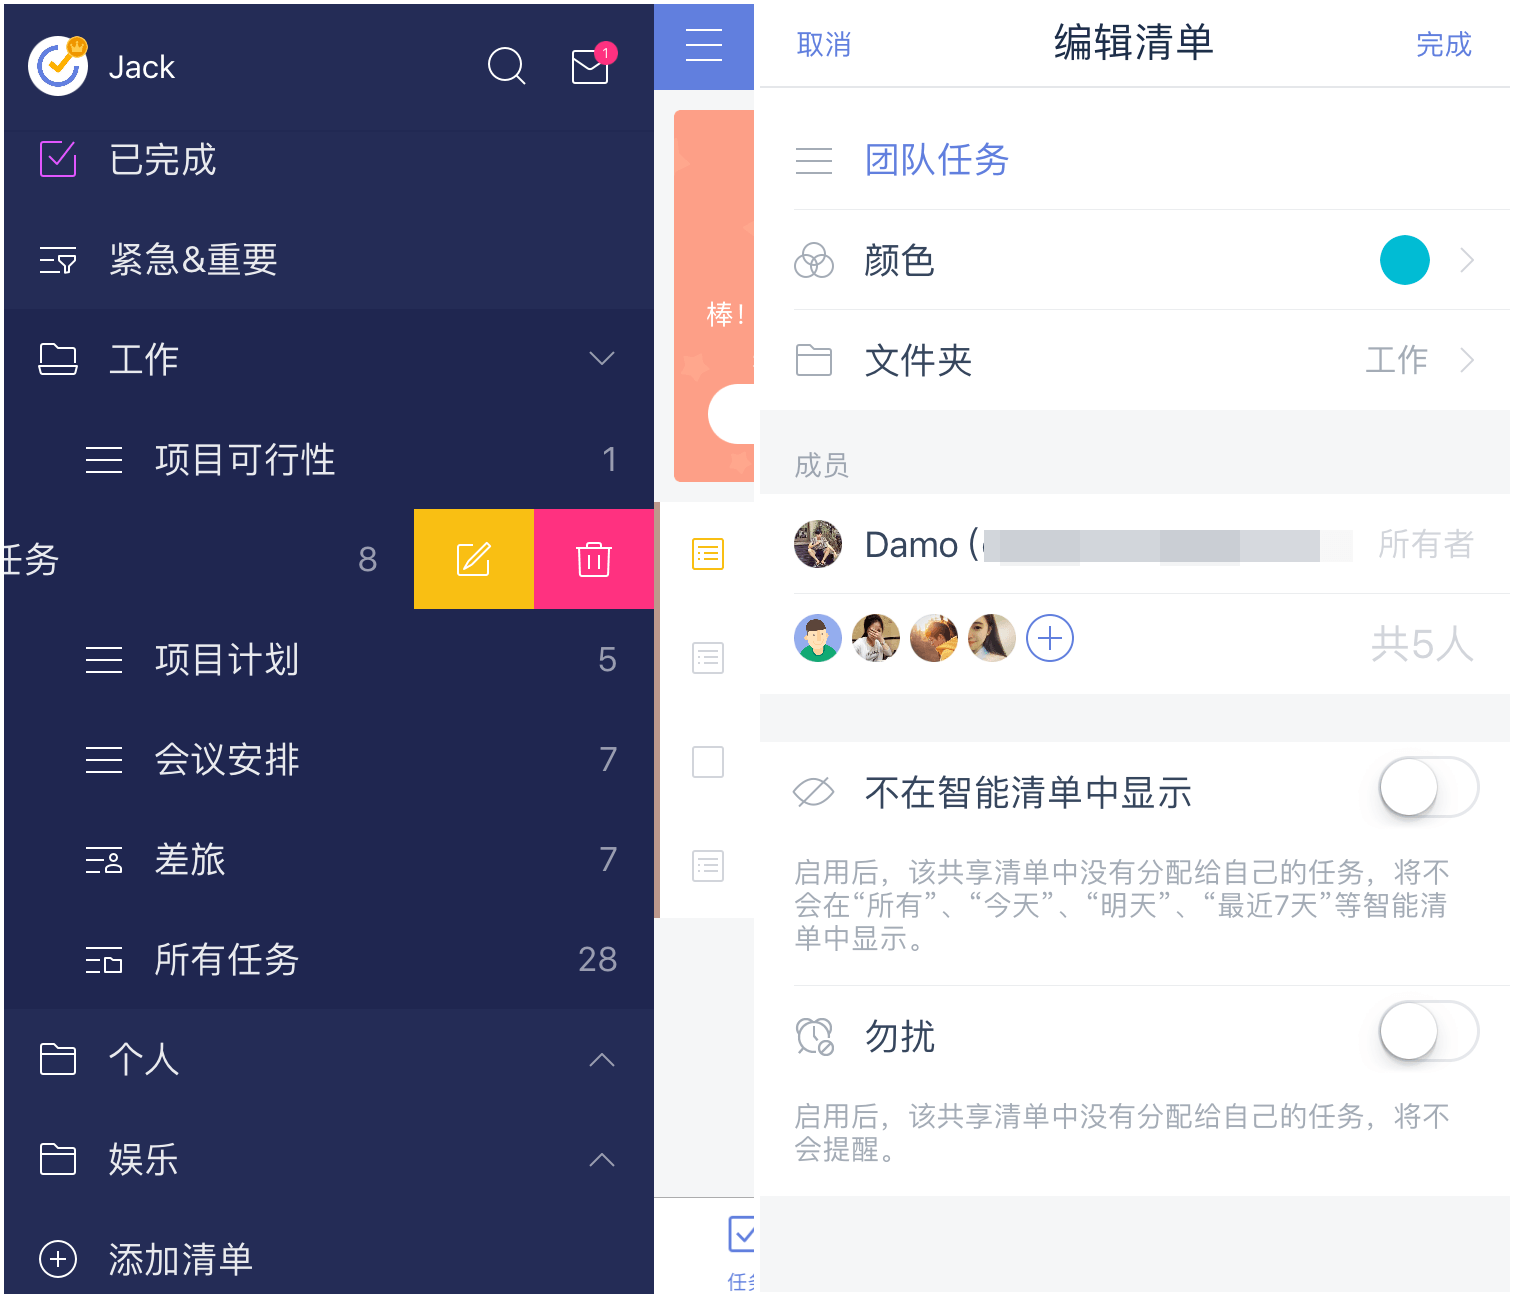 Jack
1
已完成
紧急&重要
工作
项目可行性
1
任务
8
项目计划
5
会议安排
7
差旅
7
所有任务
28
个人
娱乐
添加清单
棒！
任务
取消
编辑清单
完成
团队任务
颜色
文件夹
工作
成员
Damo (
所有者
共5人
不在智能清单中显示
启用后，该共享清单中没有分配给自己的任务，将不
会在“所有”、“今天”、“明天”、“最近7天”等智能清
单中显示。
勿扰
启用后，该共享清单中没有分配给自己的任务，将不
会提醒。